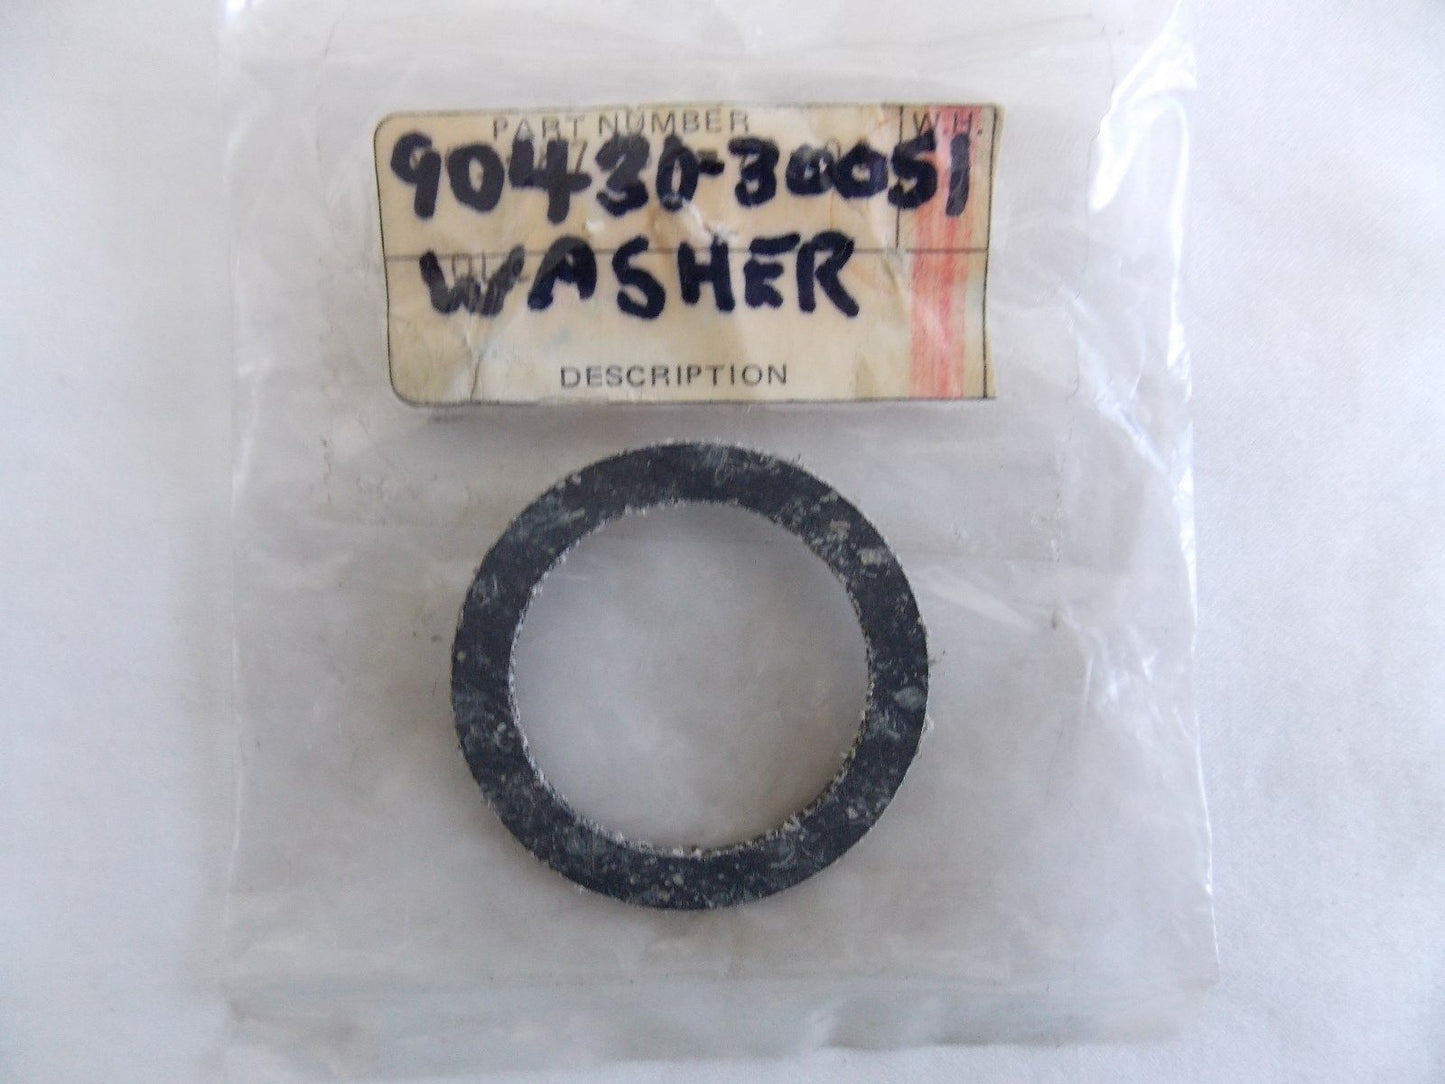 PART NUMBER W.H.
90430-30051
WASHER
DESCRIPTION